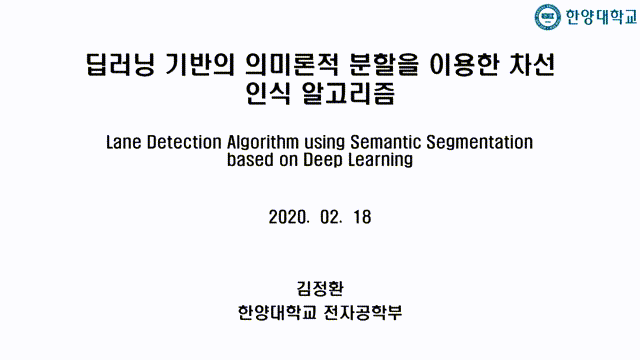 한양대학교
딥러닝 기반의 의미론적 분할을 이용한 차선
인식 알고리즘
Lane Detection Algorithm using Semantic Segmentation
based on Deep Learning
2020. 02. 18
김정환
한양대학교 전자공학부